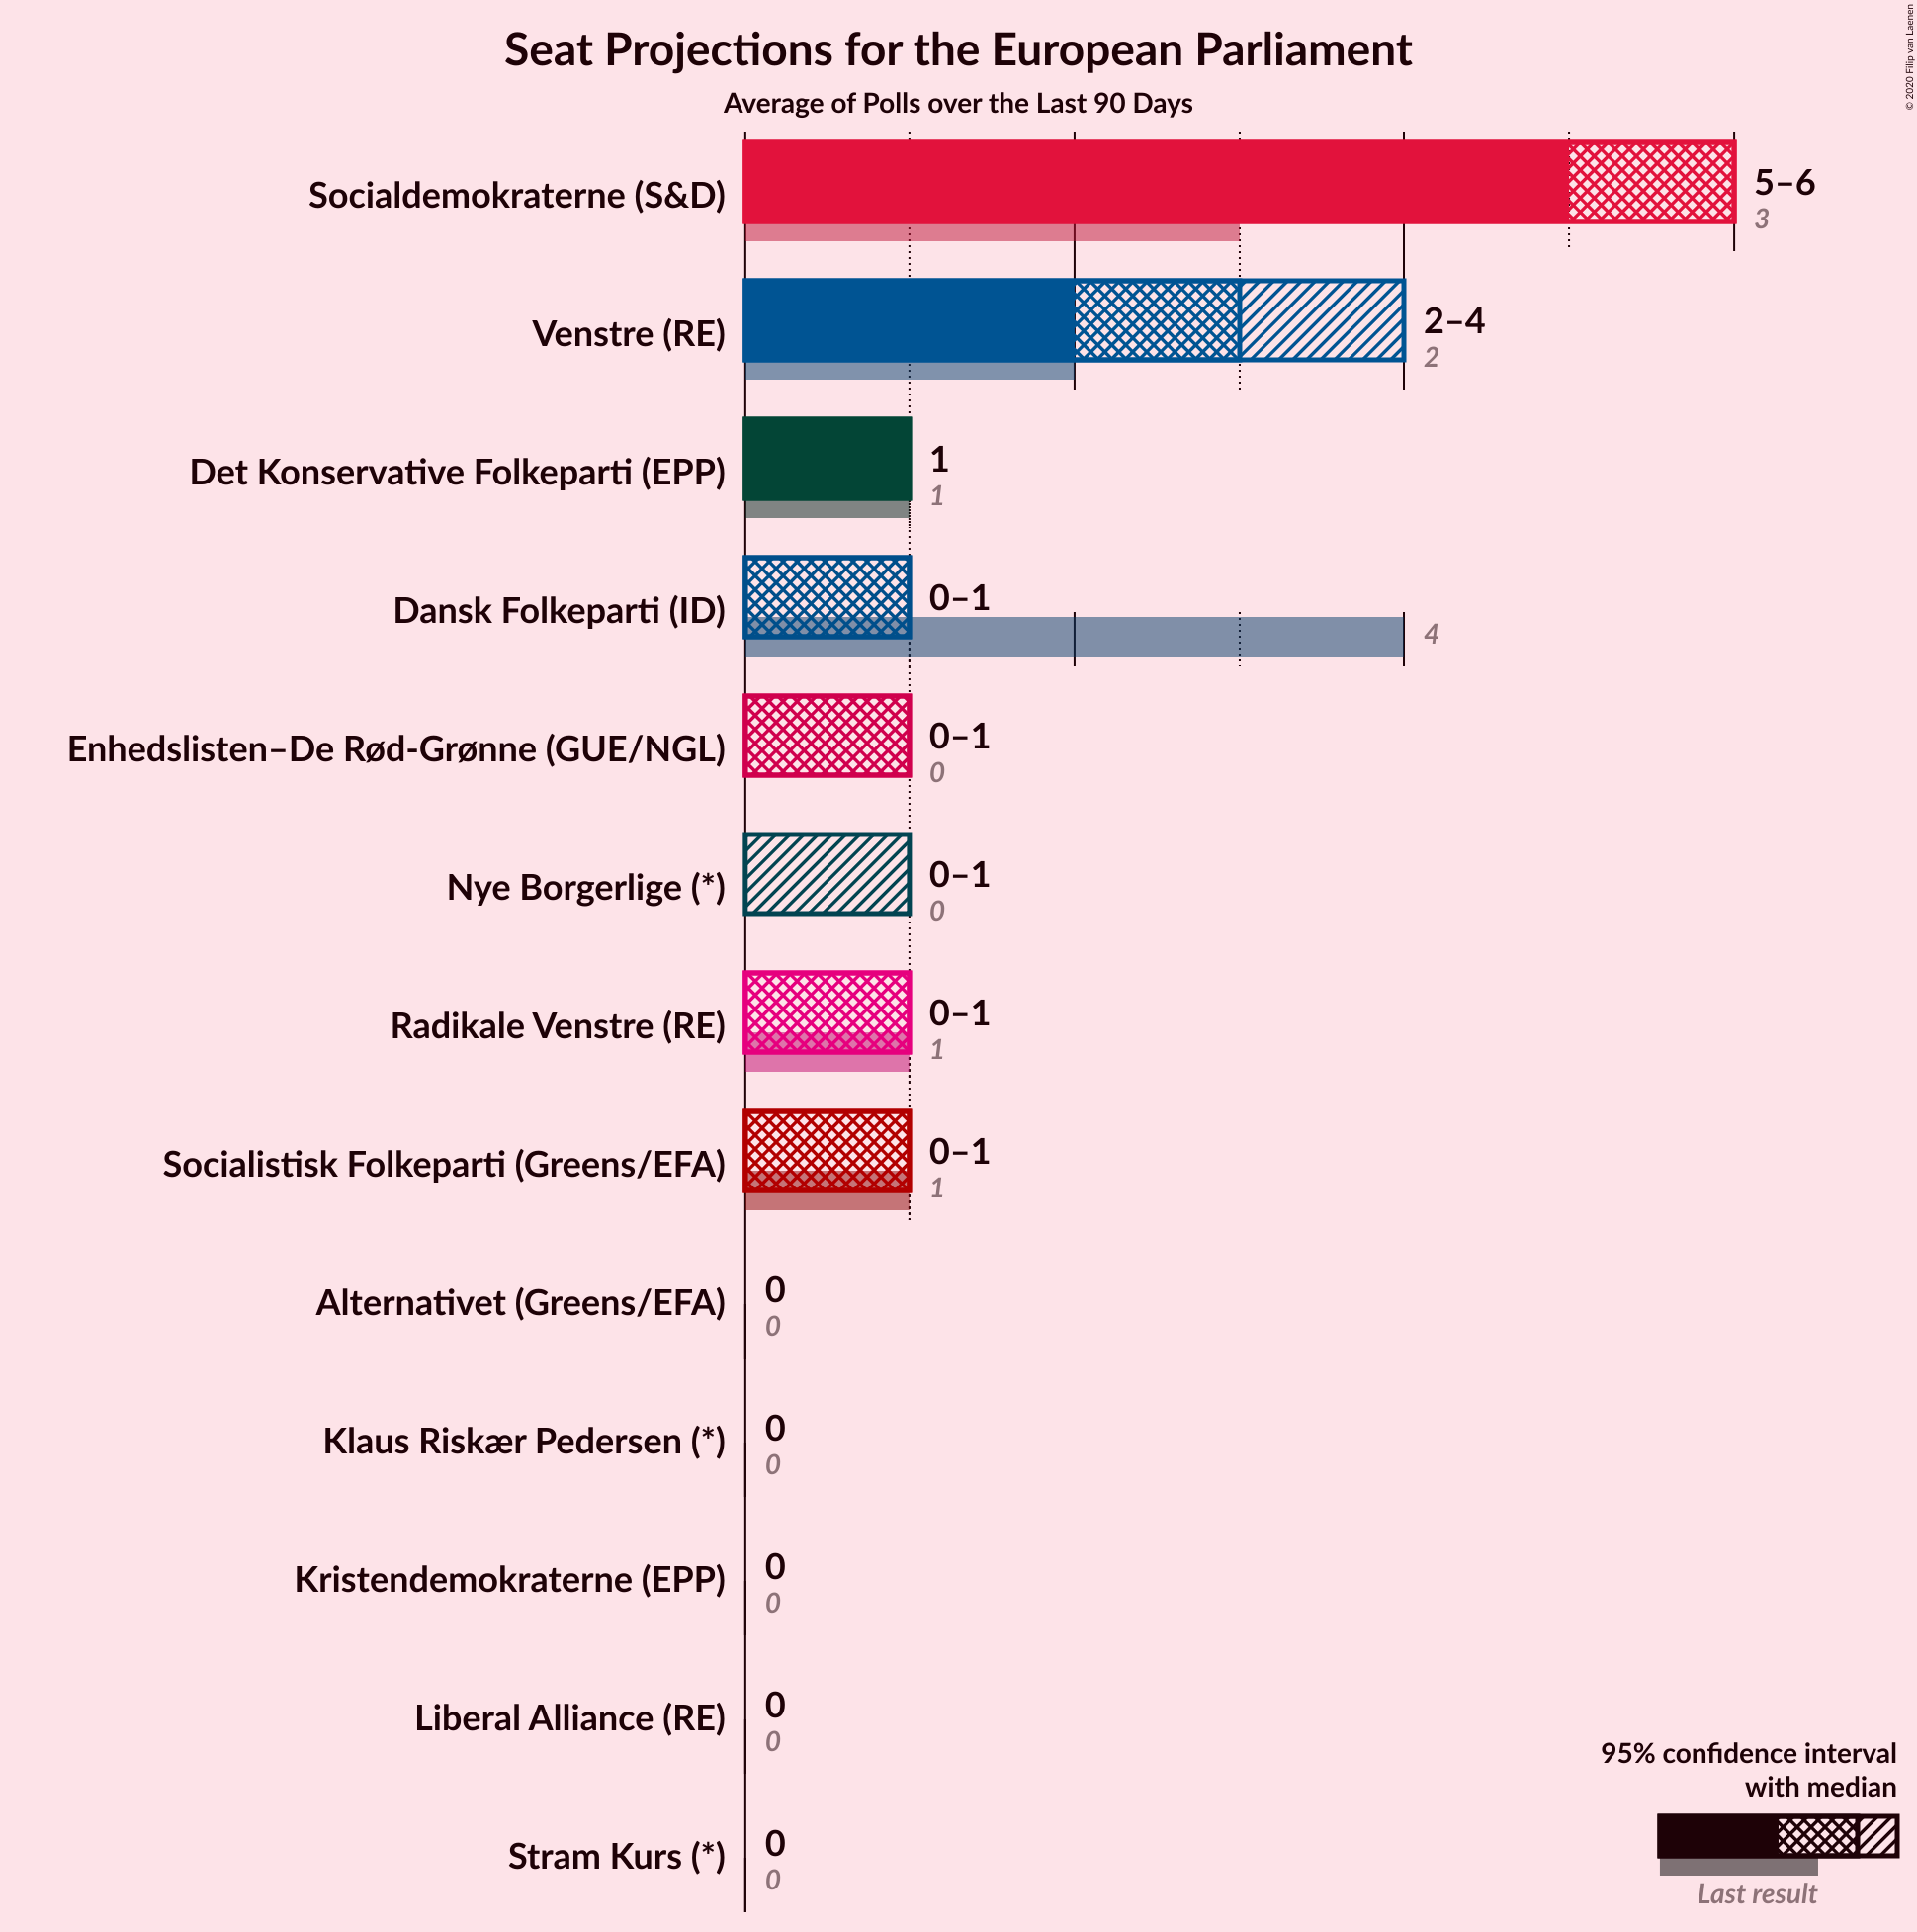 Seat Projections for the European Parliament
Average of Polls over the Last 90 Days
© 2020 Filip van Laenen
Socialdemokraterne (S&D)
5–6
3
Venstre (RE)
2–4
2
Det Konservative Folkeparti (EPP)
1
1
Dansk Folkeparti (ID)
0–1
4
Enhedslisten–De Rød-Grønne (GUE/NGL)
0–1
0
Nye Borgerlige (*)
0–1
0
Radikale Venstre (RE)
0–1
1
Socialistisk Folkeparti (Greens/EFA)
0–1
1
Alternativet (Greens/EFA)
0
0
Klaus Riskær Pedersen (*)
0
0
Kristendemokraterne (EPP)
0
0
Liberal Alliance (RE)
0
0
Stram Kurs (*)
0
0
95% confidence interval
with median
Last result